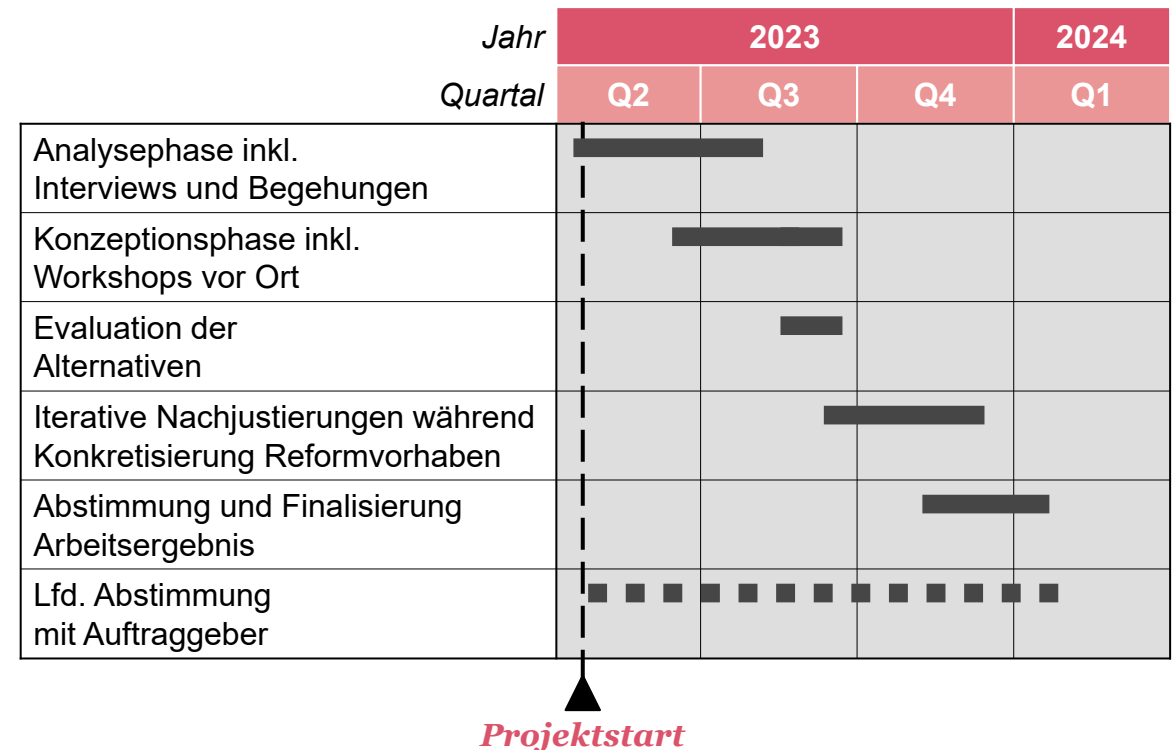 Jahr 2023 2024
Quartal Q2 Q3 Q4 Q1
Analysephase inkl.
Interviews und Begehungen
Konzeptionsphase inkl.
Workshops vor Ort
Evaluation der
Alternativen
Iterative Nachjustierungen während
Konkretisierung Reformvorhaben
Abstimmung und Finalisierung
Arbeitsergebnis
Lfd. Abstimmung
mit Auftraggeber
Projektstart